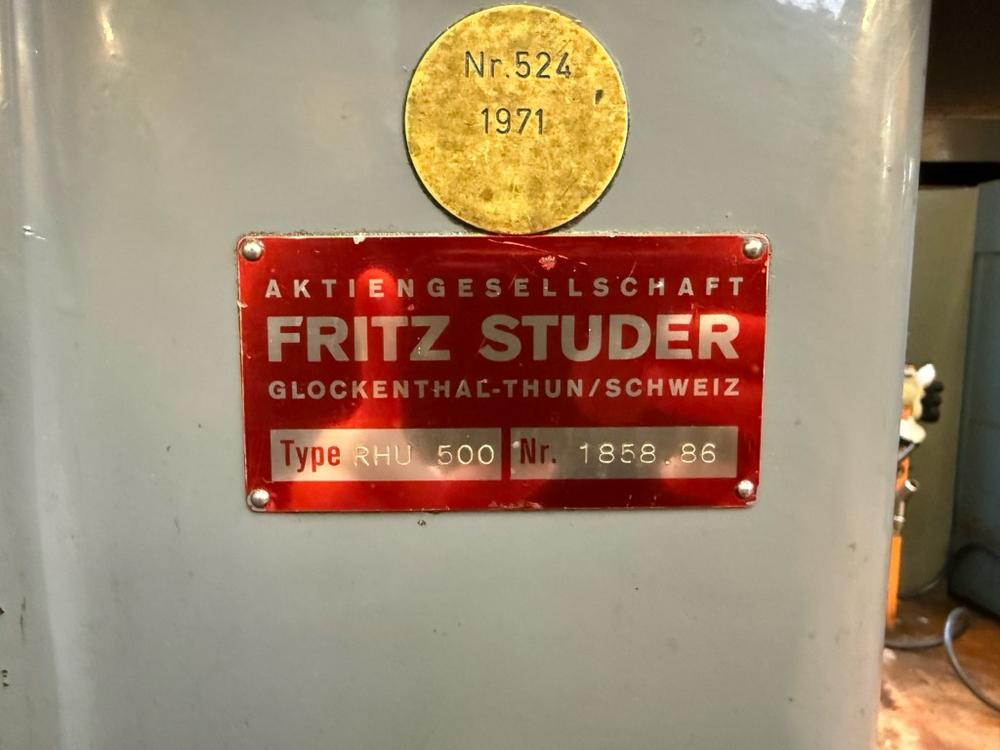 Nr.524
1971
AKTIENGESELLSCHAFT
FRITZ STUDER
GLOCKENTHAL-THUN/SCHWEIZ
Type RHU 500 Nr. 1858.86